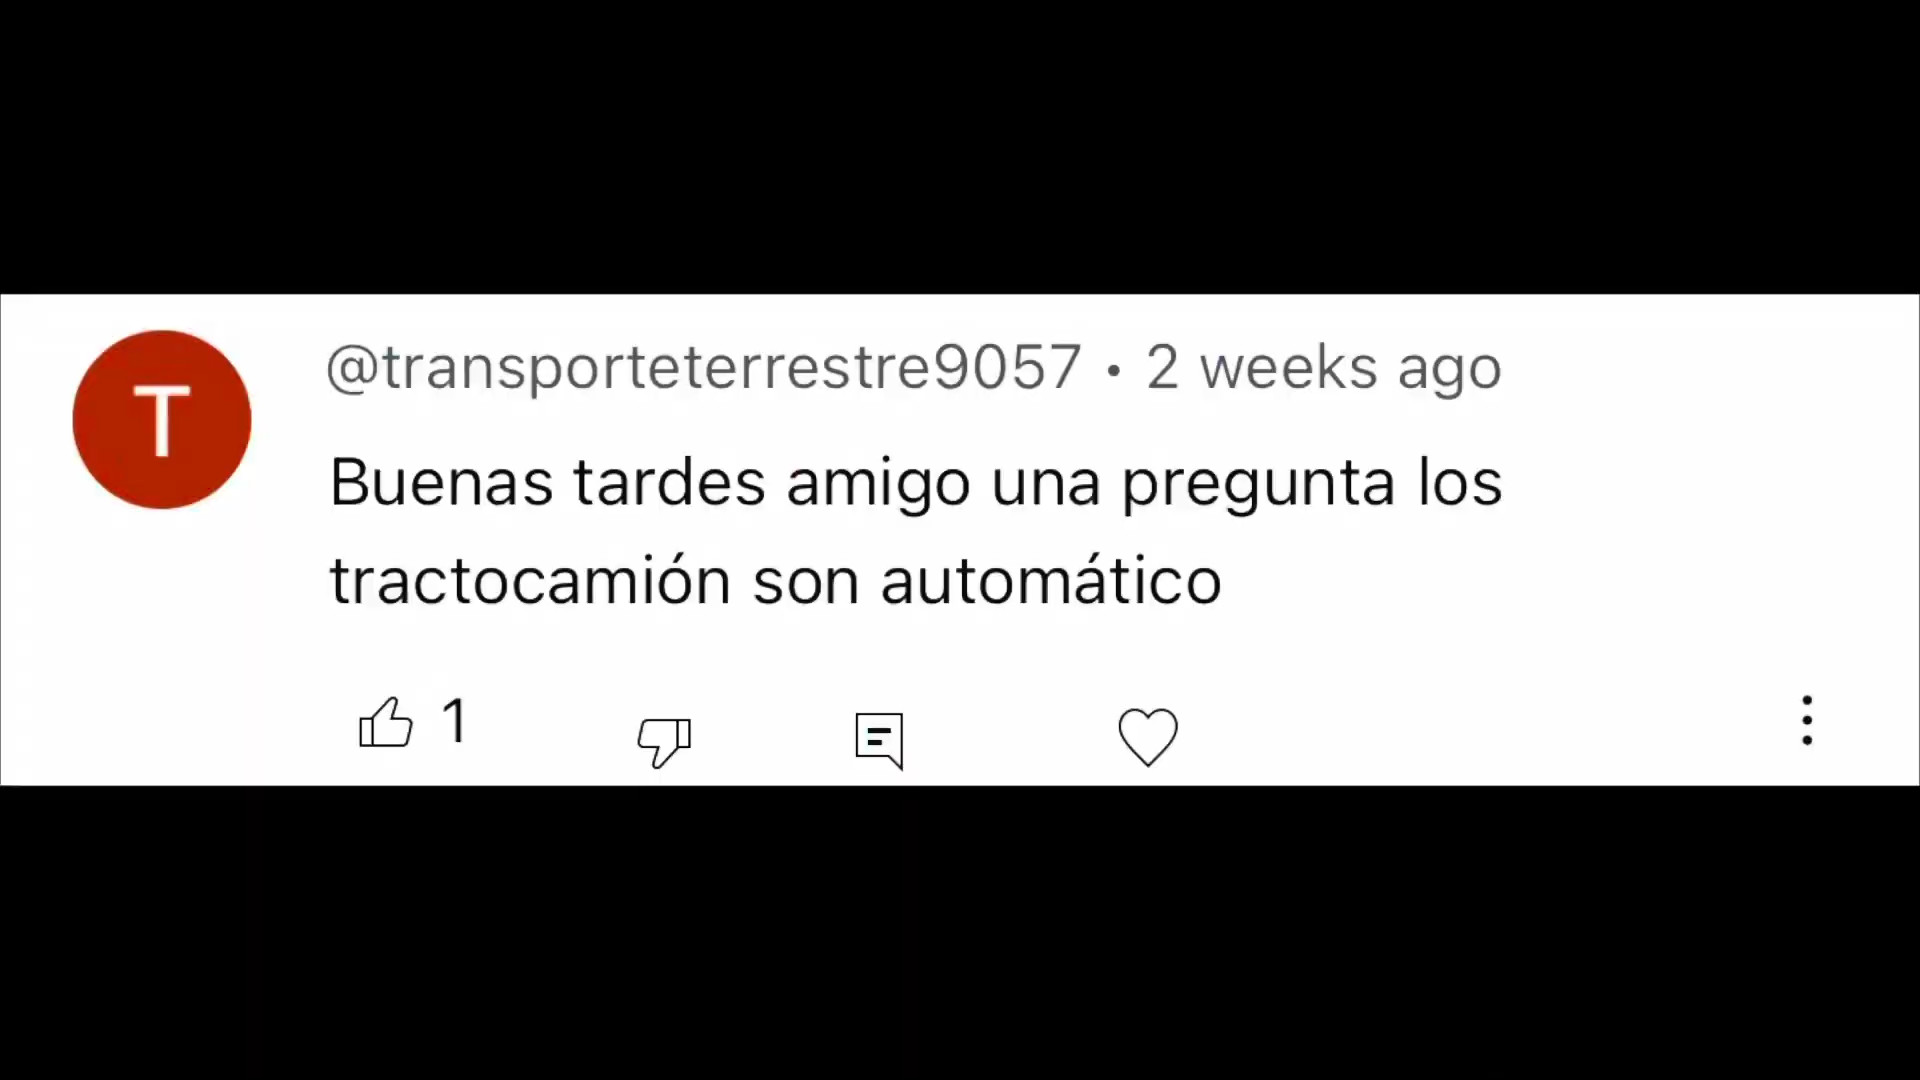 T
@transporteterrestre9057 • 2 weeks ago
Buenas tardes amigo una pregunta los
tractocamión son automático
1